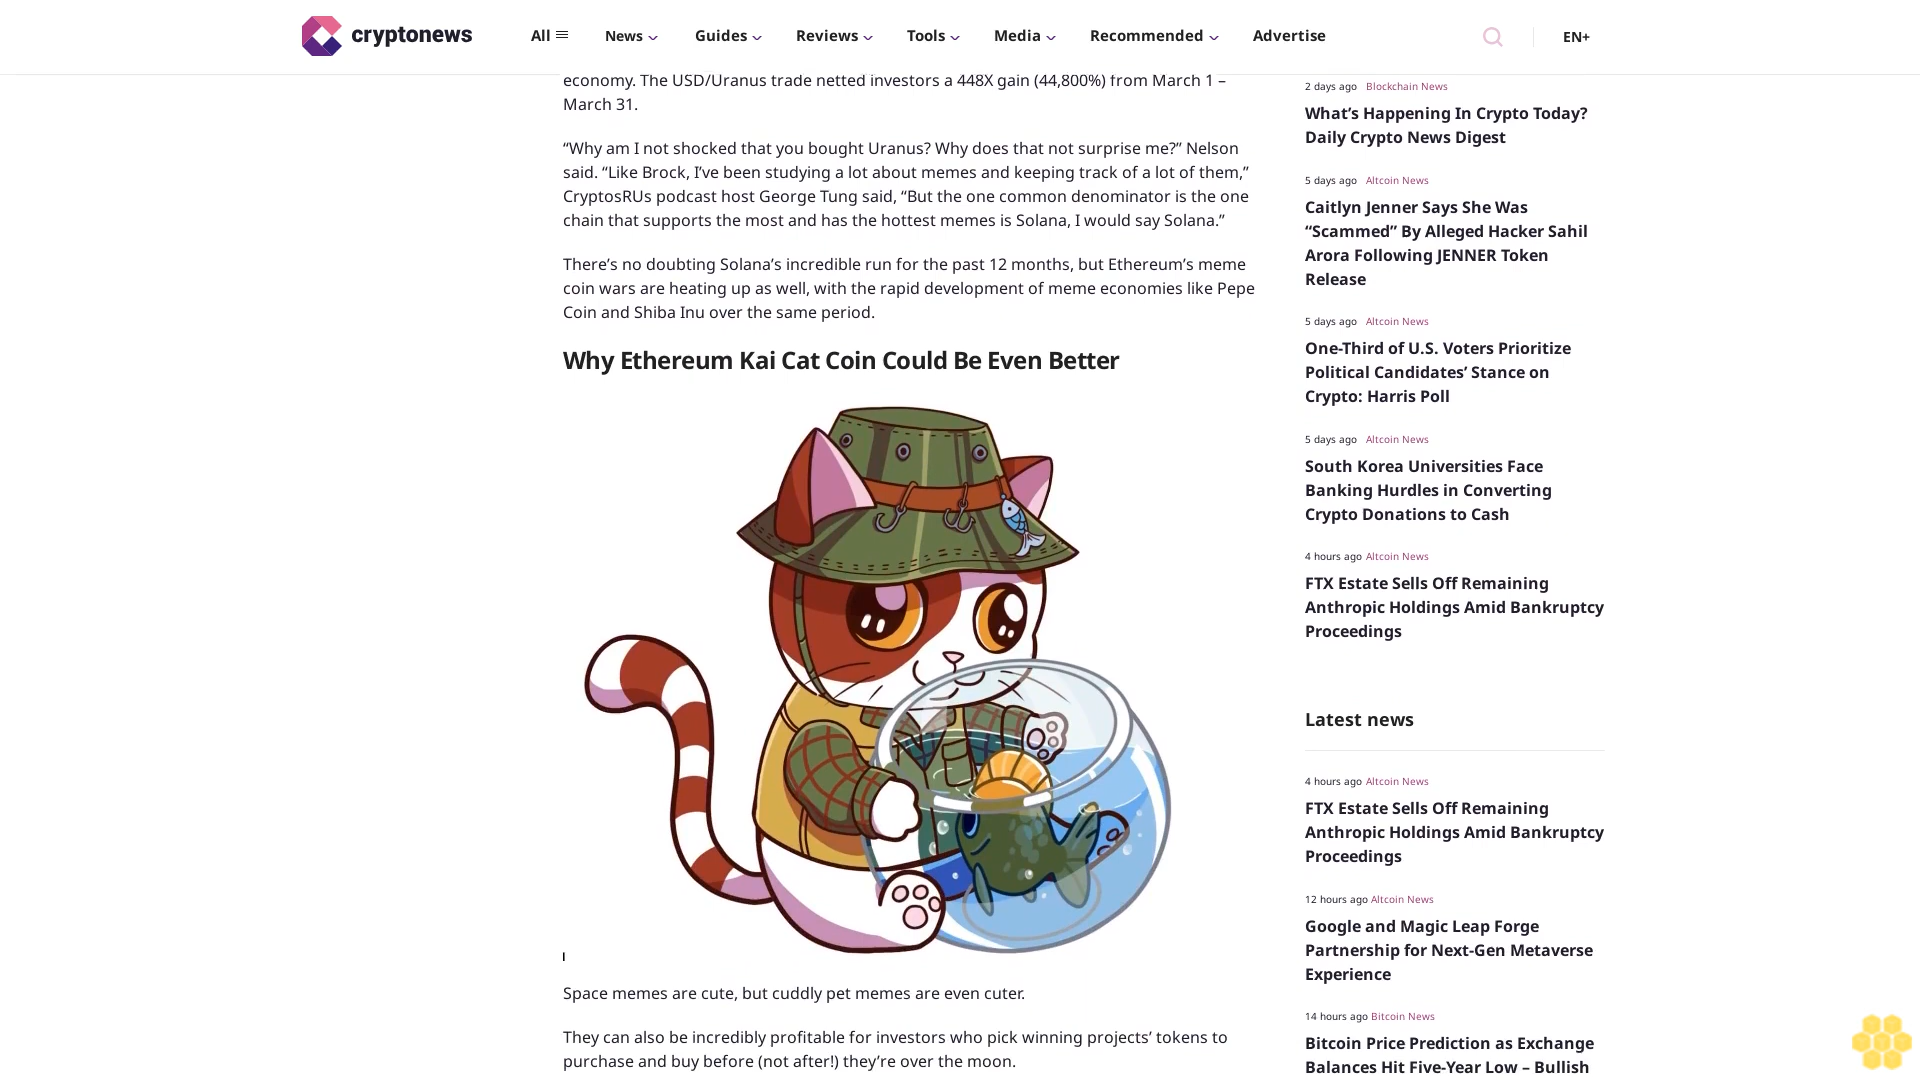 cryptonews
All
News
Guides
Reviews
Tools
Media
Recommended
Advertise
EN+
economy. The USD/Uranus trade netted investors a 448X gain (44,800%) from March 1 –
March 31.
“Why am I not shocked that you bought Uranus? Why does that not surprise me?” Nelson
said. “Like Brock, I’ve been studying a lot about memes and keeping track of a lot of them,”
CryptosRUs podcast host George Tung said, “But the one common denominator is the one
chain that supports the most and has the hottest memes is Solana, I would say Solana.”
There’s no doubting Solana’s incredible run for the past 12 months, but Ethereum’s meme
coin wars are heating up as well, with the rapid development of meme economies like Pepe
Coin and Shiba Inu over the same period.
Why Ethereum Kai Cat Coin Could Be Even Better
Space memes are cute, but cuddly pet memes are even cuter.
They can also be incredibly profitable for investors who pick winning projects’ tokens to
purchase and buy before (not after!) they’re over the moon.
2 days ago Blockchain News
What’s Happening In Crypto Today?
Daily Crypto News Digest
5 days ago Altcoin News
Caitlyn Jenner Says She Was
“Scammed” By Alleged Hacker Sahil
Arora Following JENNER Token
Release
5 days ago Altcoin News
One-Third of U.S. Voters Prioritize
Political Candidates’ Stance on
Crypto: Harris Poll
5 days ago Altcoin News
South Korea Universities Face
Banking Hurdles in Converting
Crypto Donations to Cash
4 hours ago Altcoin News
FTX Estate Sells Off Remaining
Anthropic Holdings Amid Bankruptcy
Proceedings
Latest news
4 hours ago Altcoin News
FTX Estate Sells Off Remaining
Anthropic Holdings Amid Bankruptcy
Proceedings
12 hours ago Altcoin News
Google and Magic Leap Forge
Partnership for Next-Gen Metaverse
Experience
14 hours ago Bitcoin News
Bitcoin Price Prediction as Exchange
Balances Hit Five-Year Low – Bullish